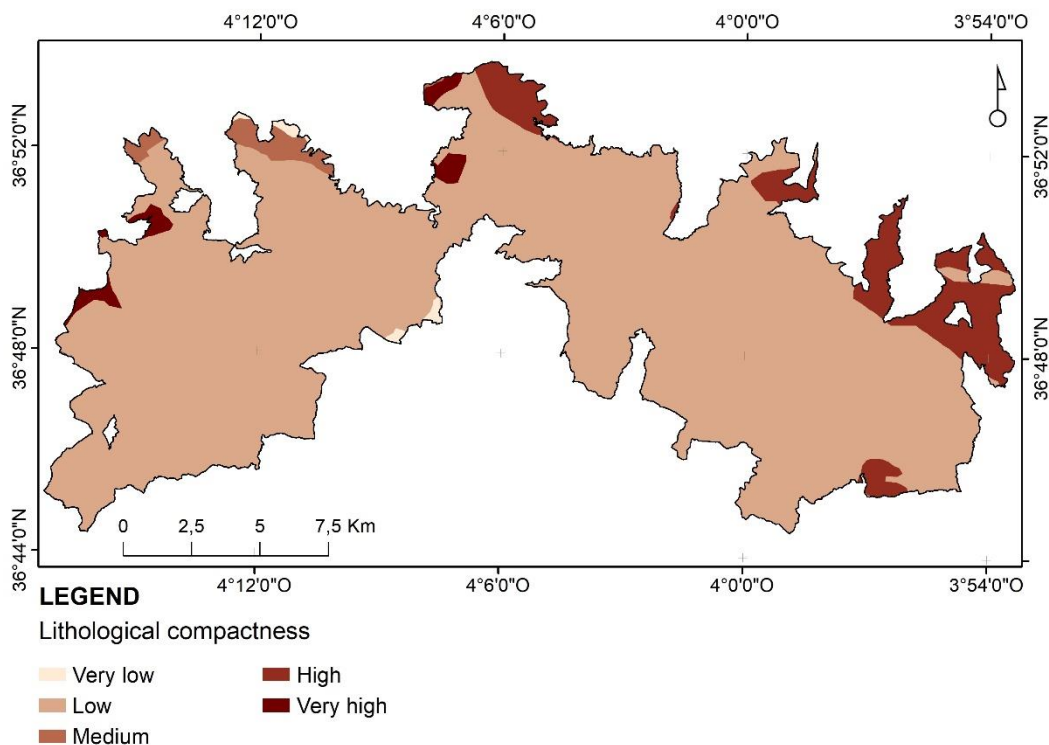 4°12'0"O 4°6'0"O 4°0'0"O 3°54'0"O
36°52'0"N 36°52'0"N
36°48'0"N 36°48'0"N
36°44'0"N
0 2,5 5 7,5 Km
4°12'0"O 4°6'0"O 4°0'0"O 3°54'0"O
LEGEND
Lithological compactness
Very low High
Low Very high
Medium